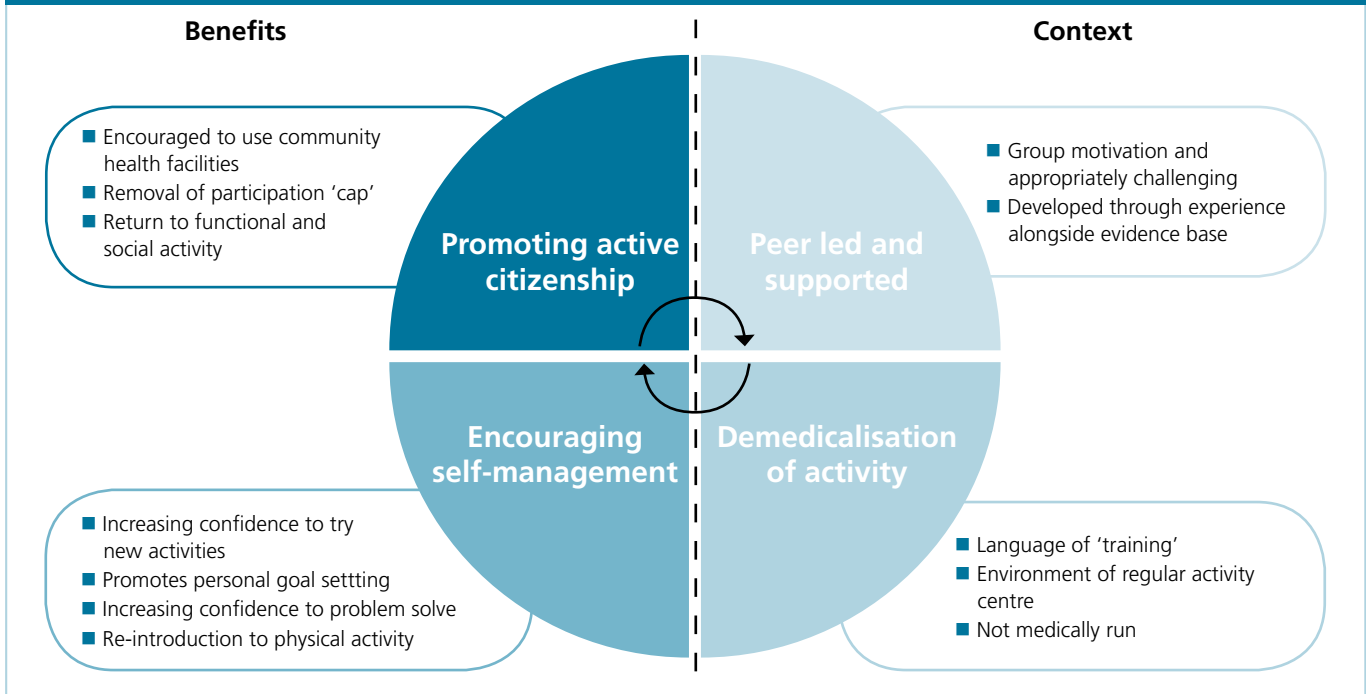 Benefits
Context
Encouraged to use community
health facilities
Removal of participation ‘cap’
Return to functional and
social activity
Group motivation and
appropriately challenging
Developed through experience
alongside evidence base
Promoting active
citizenship
Peer led and
supported
Encouraging
self-management
Demedicalisation
of activity
Increasing confidence to try
new activities
Promotes personal goal settting
Increasing confidence to problem solve
Re-introduction to physical activity
Language of ‘training’
Environment of regular activity
centre
Not medically run